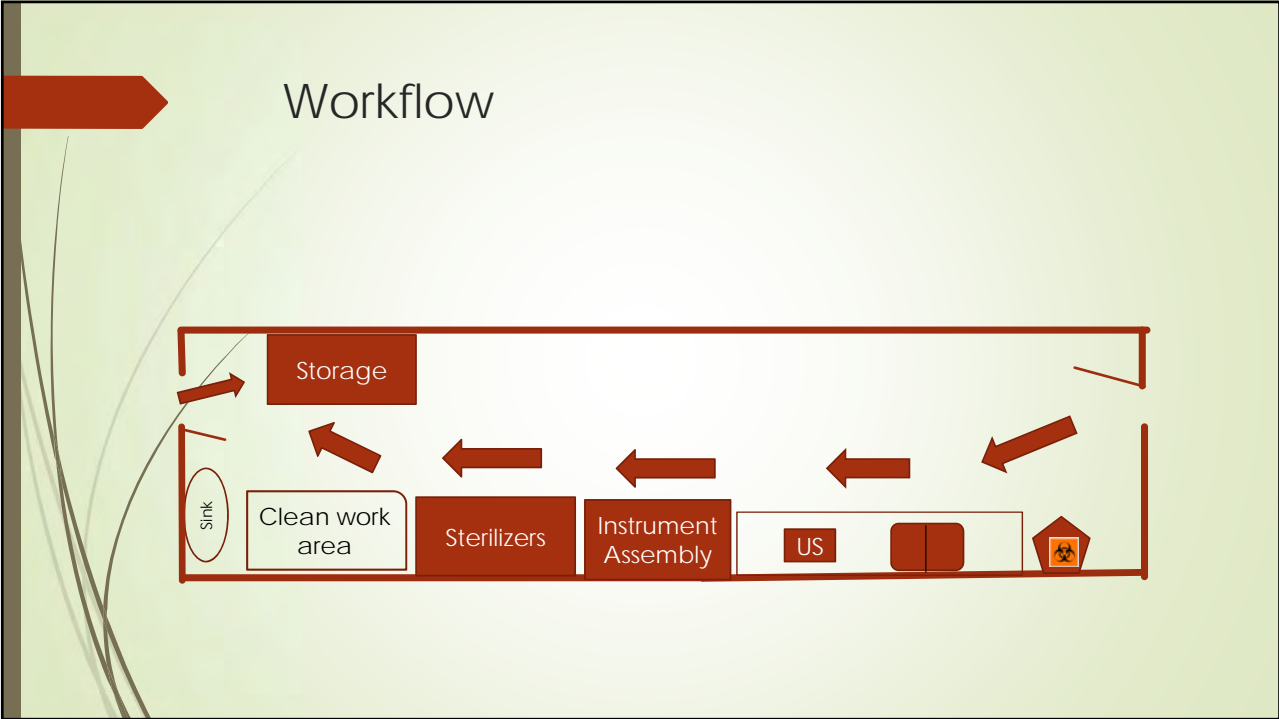 Workflow
Storage
Sink
Clean work
area
Sterilizers
Instrument
Assembly
US